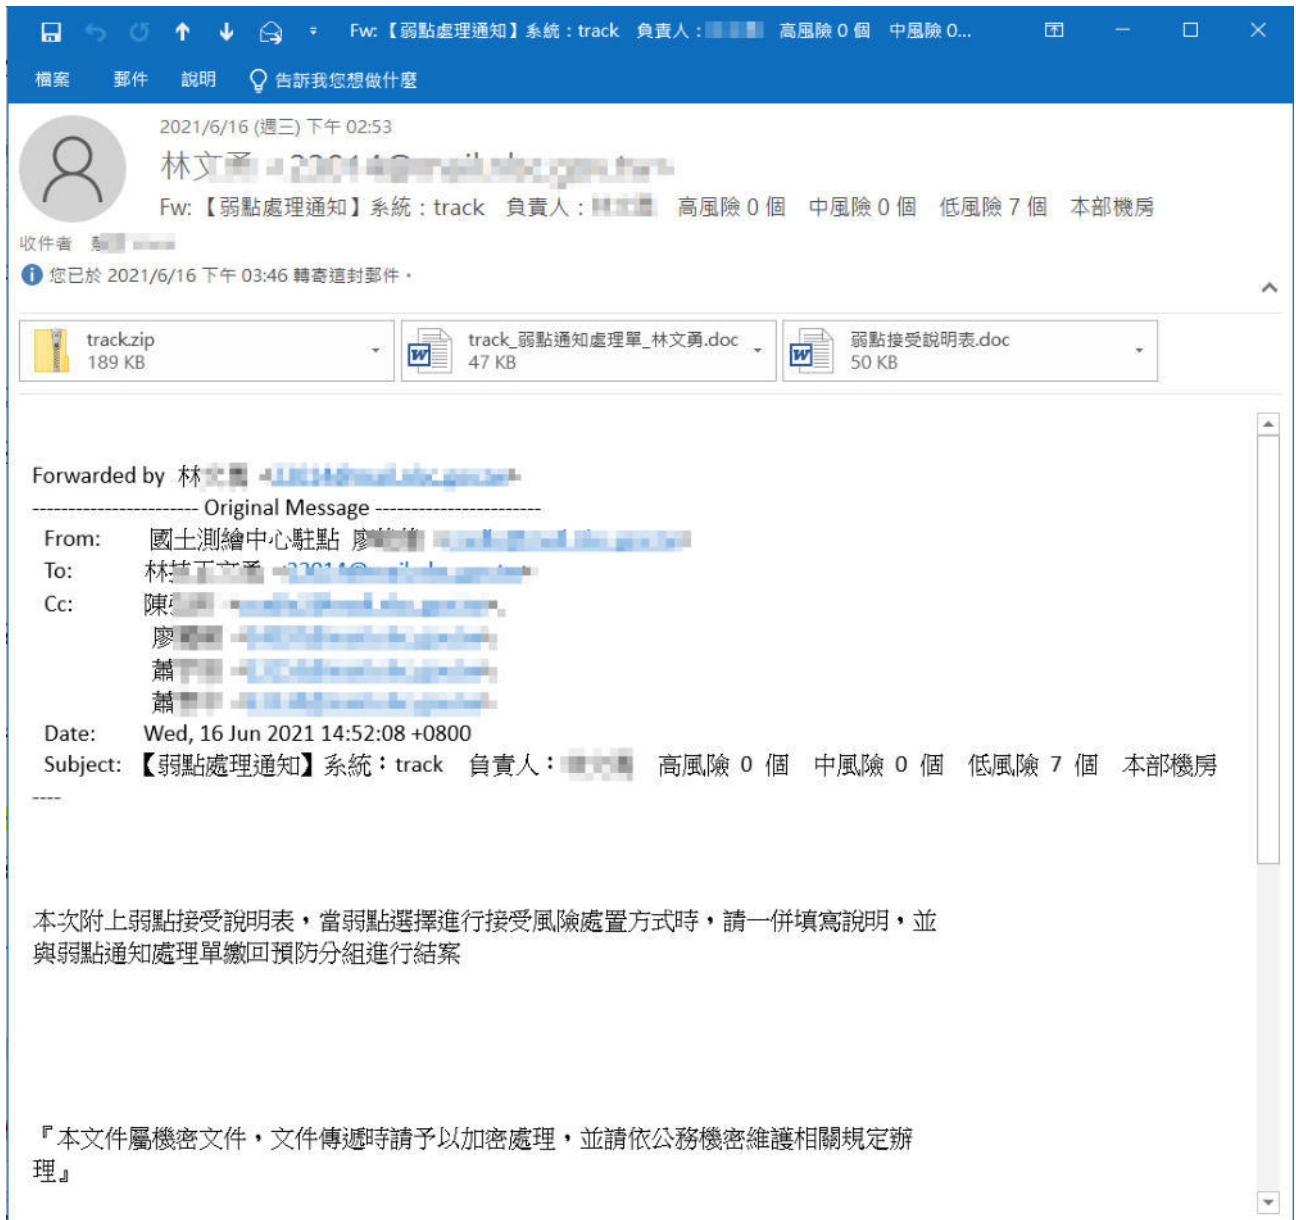 Fw:【弱點處理通知】系統：track 負責人： 高風險 0 個 中風險 0...
檔案 郵件 說明 告訴我您想做什麼
2021/6/16 (週三) 下午 02:53
林文
Fw:【弱點處理通知】系統：track 負責人： 高風險 0 個 中風險 0 個 低風險 7 個 本部機房
收件者
您已於 2021/6/16 下午 03:46 轉寄這封郵件。
track.zip
189 KB
track_弱點通知處理單_林文勇.doc
47 KB
弱點接受說明表.doc
50 KB
Forwarded by 林
----------------------- Original Message -----------------------
From: 國土測繪中心駐點 廖
To: 林
Cc: 陳
廖
蕭
蕭
Date: Wed, 16 Jun 2021 14:52:08 +0800
Subject: 【弱點處理通知】系統：track 負責人： 高風險 0 個 中風險 0 個 低風險 7 個 本部機房
----
本次附上弱點接受說明表，當弱點選擇進行接受風險處置方式時，請一併填寫說明，並
與弱點通知處理單繳回預防分組進行結案
『本文件屬機密文件，文件傳遞時請予以加密處理，並請依公務機密維護相關規定辦
理』